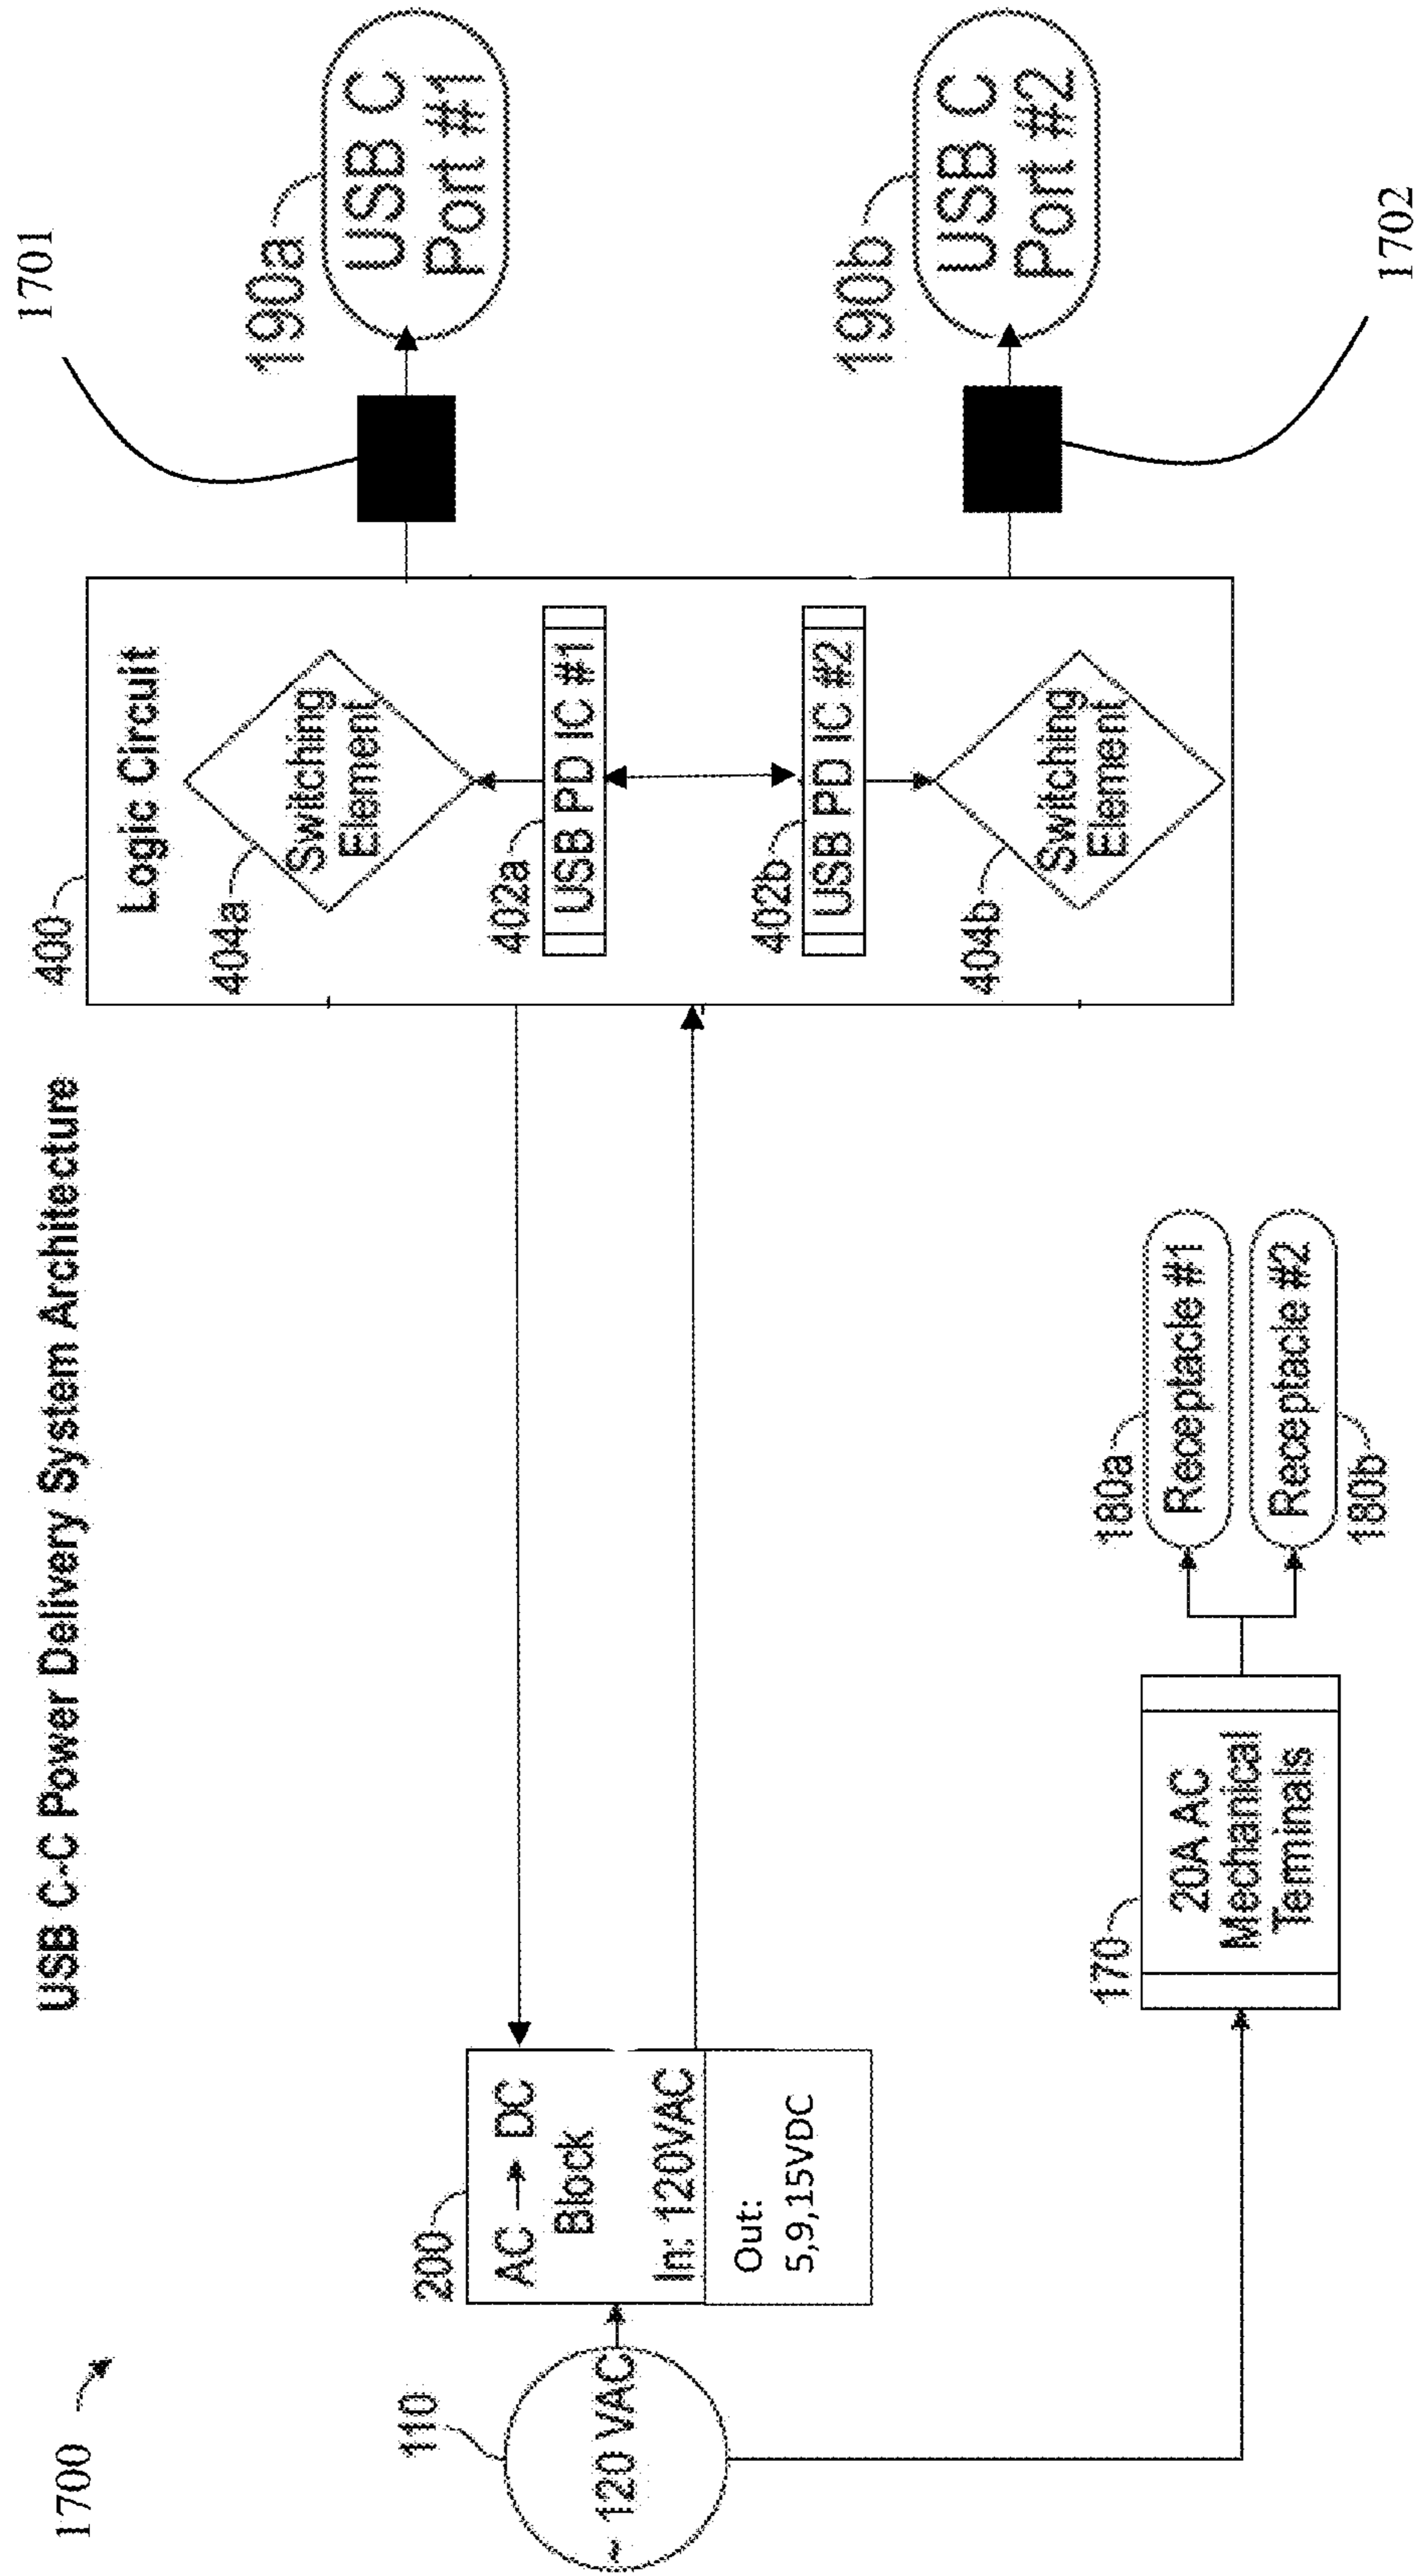 1700
USB C-C Power Delivery System Architecture
110
~ 120 VAC
200
AC → DC
Block
In: 120VAC
Out:
5,9,15VDC
400
Logic Circuit
404a
Switching
Element
402a
USB PD IC #1
402b
USB PD IC #2
404b
Switching
Element
1701
190a
USB C
Port #1
190b
USB C
Port #2
1702
170
20A AC
Mechanical
Terminals
180a
Receptacle #1
Receptacle #2
180b